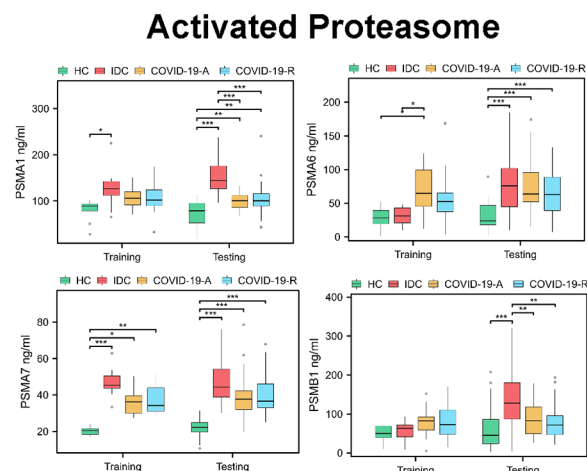 Activated Proteasome
HC IDC COVID-19-A COVID-19-R
PSMA1 ng/ml
300
200
100
*
***
***
**
**
***
Training Testing
HC IDC COVID-19-A COVID-19-R
PSMA6 ng/ml
200
150
100
50
0
*
*
***
***
***
Training Testing
HC IDC COVID-19-A COVID-19-R
PSMA7 ng/ml
80
60
40
20
**
*
***
***
***
***
Training Testing
HC IDC COVID-19-A COVID-19-R
PSMB1 ng/ml
400
300
200
100
0
**
***
**
Training Testing